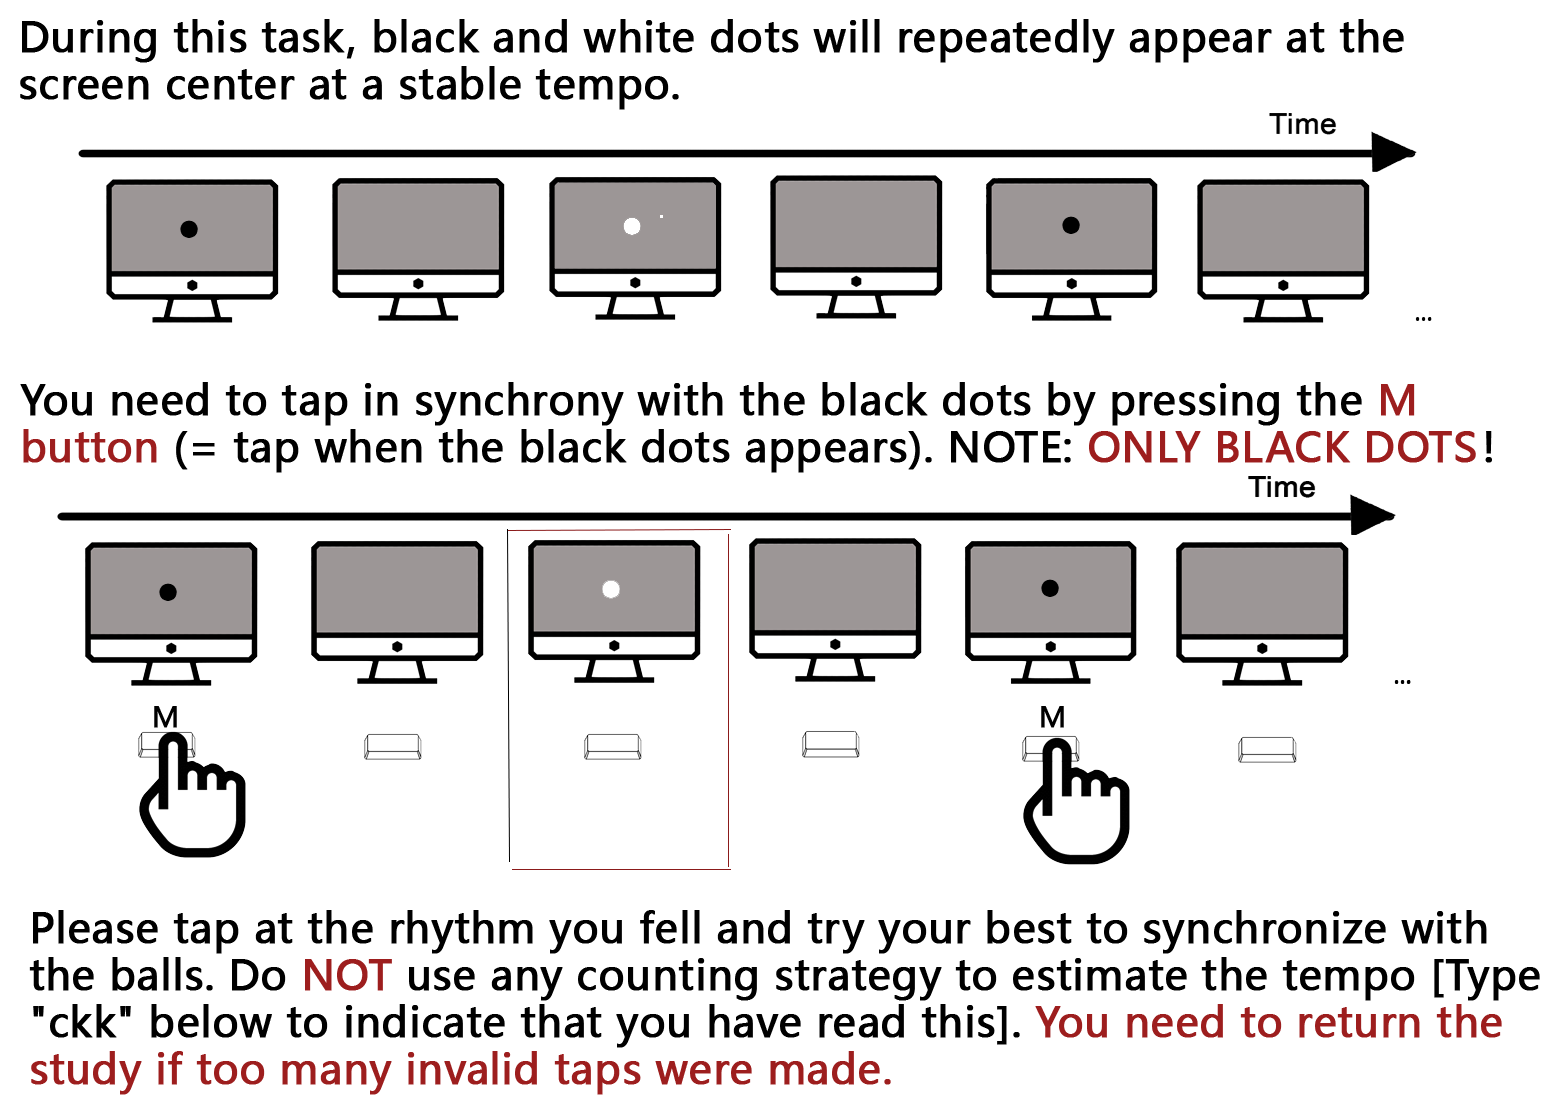 During this task, black and white dots will repeatedly appear at the
screen center at a stable tempo.
Time
...
You need to tap in synchrony with the black dots by pressing the M
button (= tap when the black dots appears). NOTE: ONLY BLACK DOTS!
Time
...
M
M
Please tap at the rhythm you fell and try your best to synchronize with
the balls. Do NOT use any counting strategy to estimate the tempo [Type
"ckk" below to indicate that you have read this]. You need to return the
study if too many invalid taps were made.